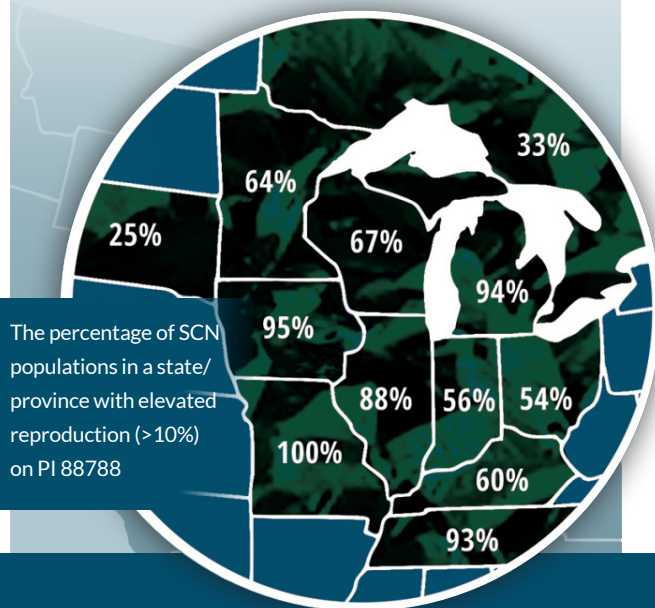 33%
64%
25%
67%
94%
The percentage of SCN
populations in a state/
province with elevated
reproduction (>10%)
on PI 88788
95%
88%
56%
54%
100%
60%
93%